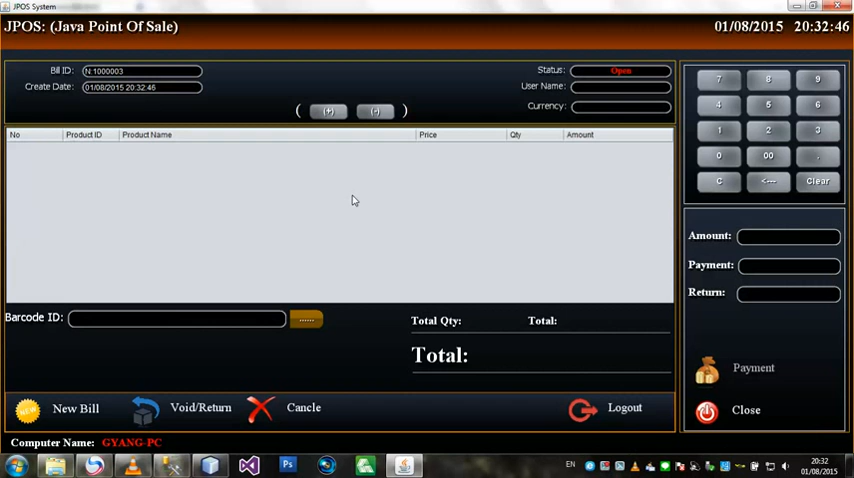 JPOS System
JPOS: (Java Point Of Sale)
01/08/2015 20:32:46
Bill ID: N:1000003
Create Date: 01/08/2015 20:32:46
Status: Open
User Name:
Currency:
( (+) (-) )
No Product ID Product Name Price Qty Amount
7 8 9
4 5 6
1 2 3
0 00 .
C <--- Clear
Amount:
Payment:
Return:
Barcode ID: ......
Total Qty: Total:
Total:
Payment
NEW New Bill Void/Return Cancle Logout Close
Computer Name: GYANG-PC
Ps
EN
20:32
01/08/2015